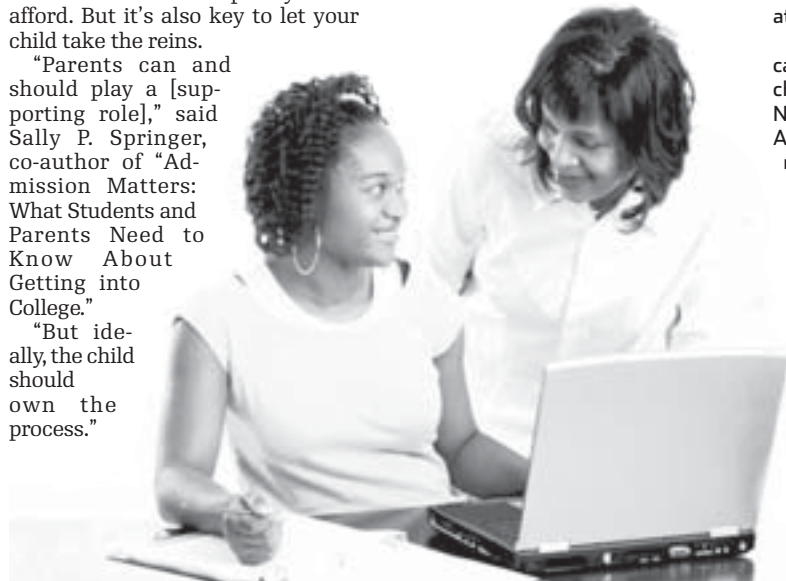 afford. But it's also key to let your
child take the reins.
"Parents can and
should play a [sup-
porting role]," said
Sally P. Springer,
co-author of "Ad-
mission Matters:
What Students and
Parents Need to
Know About
Getting into
College."
"But ide-
ally, the child
should
own the
process."